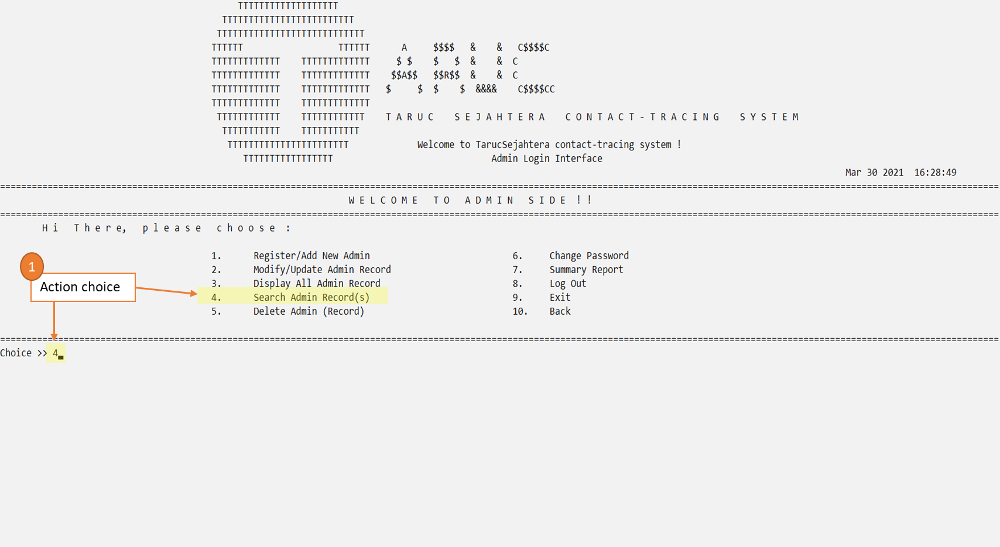 TTTTTTTTTTTTTTTTTTT
TTTTTTTTTTTTTTTTTTTTTTTTT
TTTTTTTTTTTTTTTTTTTTTTTTTTTT
TTTTTT                  TTTTTT      A     $$$$   &    &   C$$$$C
TTTTTTTTTTTTT    TTTTTTTTTTTTT     $ $    $   $  &    &  C
TTTTTTTTTTTTT    TTTTTTTTTTTTT    $$A$$   $$R$$  &    &  C
TTTTTTTTTTTTT    TTTTTTTTTTTTT   $     $  $    $  &&&&    C$$$$CC
TTTTTTTTTTTTT    TTTTTTTTTTTTT
TTTTTTTTTTTT    TTTTTTTTTTTT    T A R U C    S E J A H T E R A    C O N T A C T - T R A C I N G    S Y S T E M
TTTTTTTTTTT    TTTTTTTTTTT
TTTTTTTTTTTTTTTTTTTTTTT             Welcome to TarucSejahtera contact-tracing system !
TTTTTTTTTTTTTTTTT                              Admin Login Interface
Mar 30 2021  16:28:49
W E L C O M E   T O   A D M I N   S I D E ! !
H i   T h e r e,   p l e a s e   c h o o s e  :
1.      Register/Add New Admin                           6.     Change Password
2.      Modify/Update Admin Record                       7.     Summary Report
3.      Display All Admin Record                         8.     Log Out
4.      Search Admin Record(s)                           9.     Exit
5.      Delete Admin (Record)                            10.    Back
1
Action choice
Choice >> 4